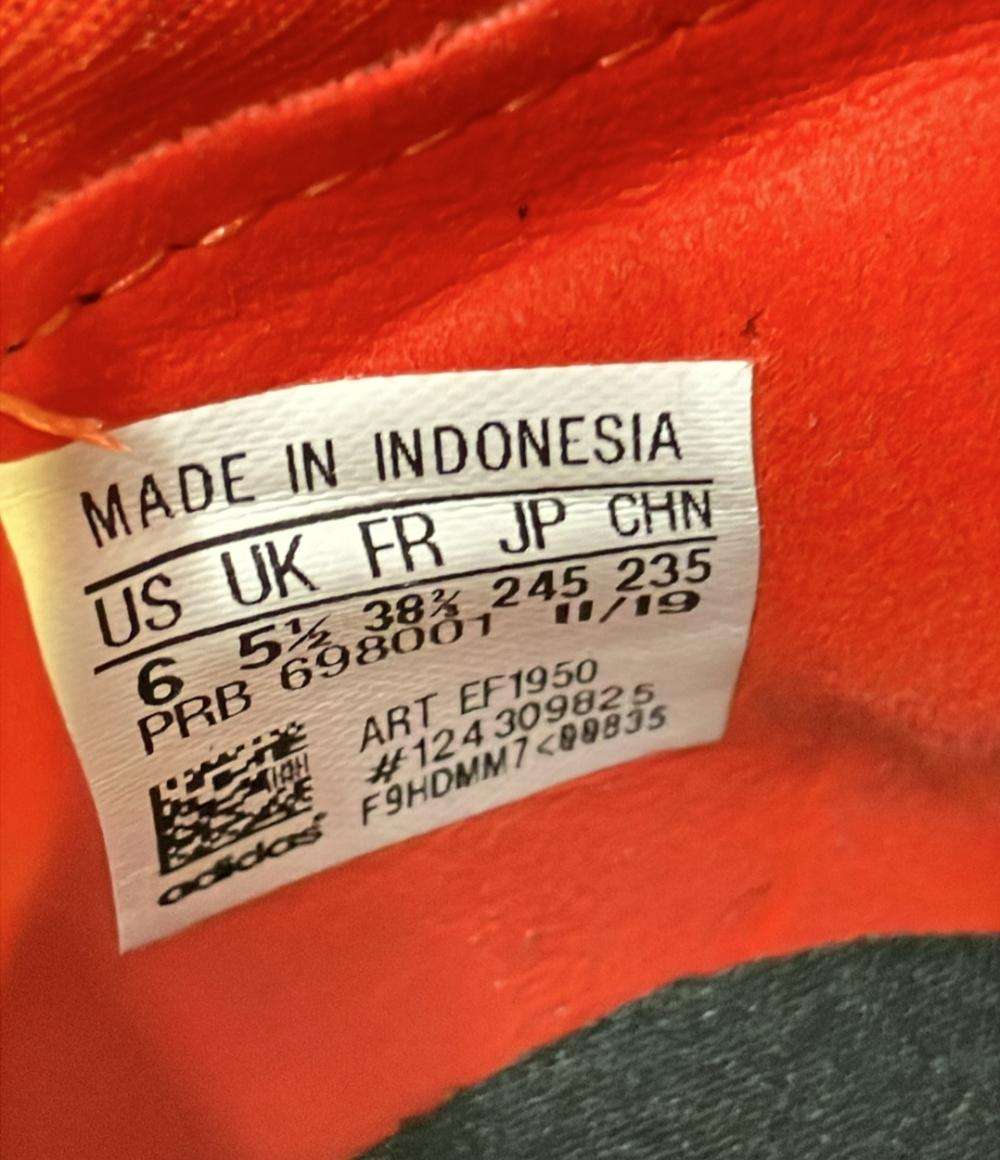 MADE IN INDONESIA
US UK FR JP CHN
6 5½ 38⅔ 245 235
PRB 698001 11/19
ART EF1950
#124309825
F9HDMM7<00835
adidas